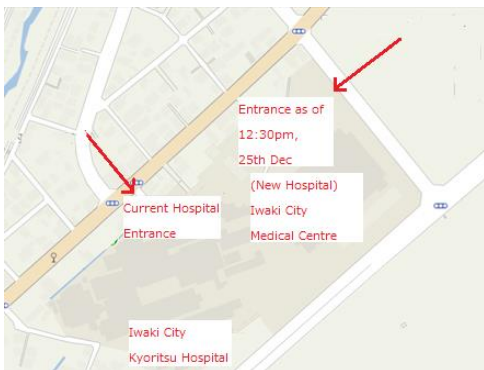 Entrance as of
12:30pm,
25th Dec
(New Hospital)
Iwaki City
Medical Centre
Current Hospital
Entrance
Iwaki City
Kyoritsu Hospital